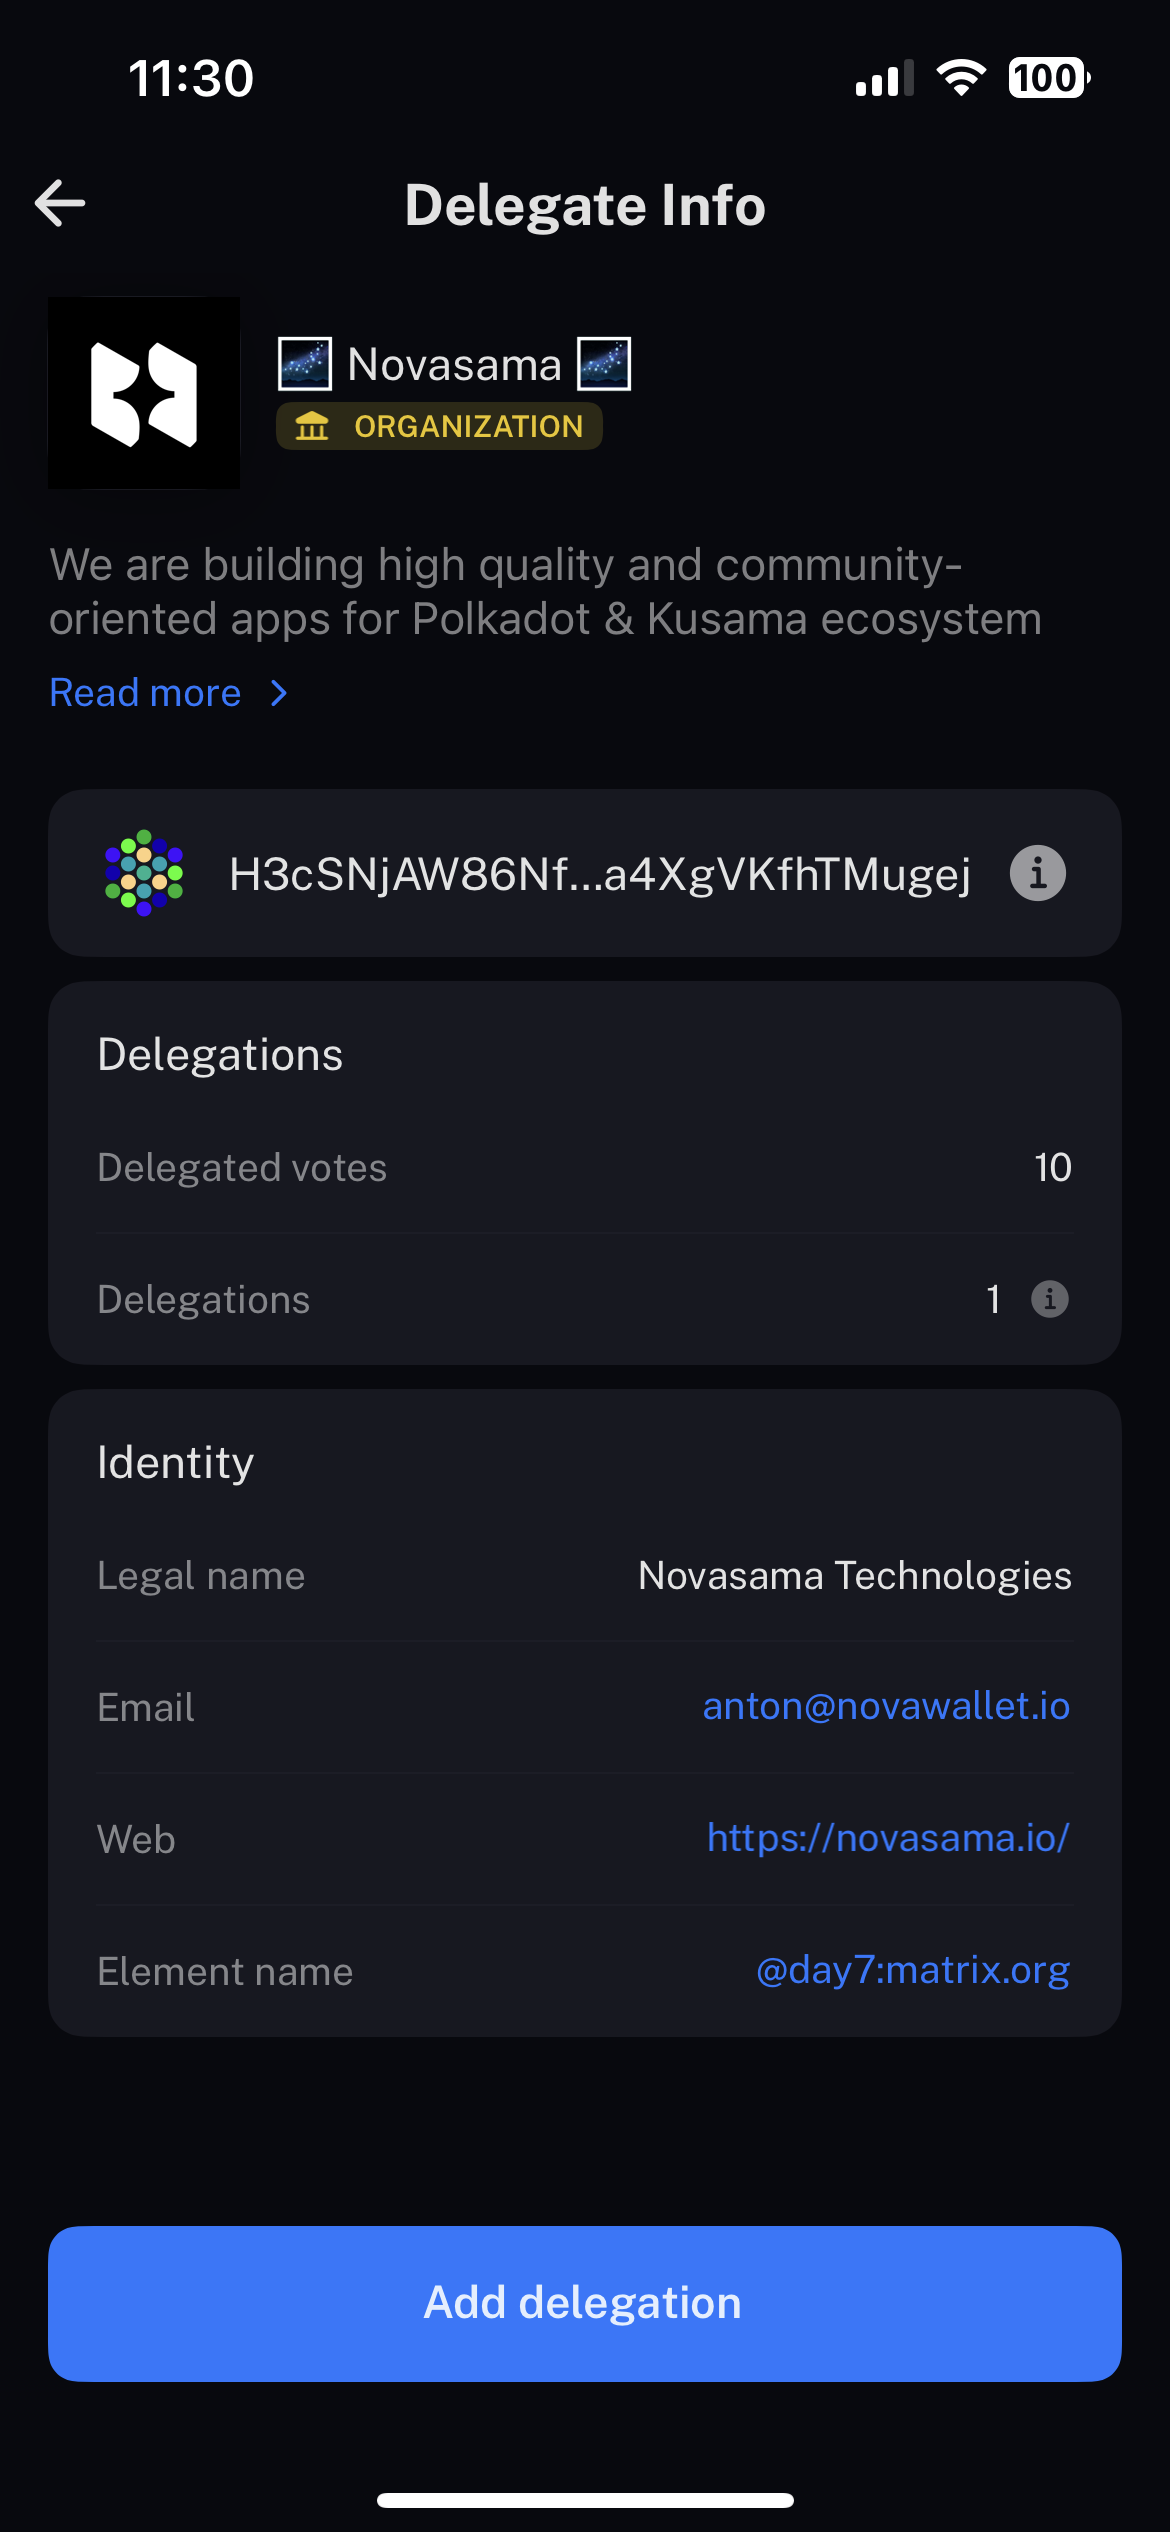 11:30
100
Delegate Info
🌌 Novasama 🌌
ORGANIZATION
We are building high quality and community-
oriented apps for Polkadot & Kusama ecosystem
Read more
H3cSNjAW86Nf...a4XgVKfhTMugej
Delegations
Delegated votes 10
Delegations 1
Identity
Legal name Novasama Technologies
Email anton@novawallet.io
Web https://novasama.io/
Element name @day7:matrix.org
Add delegation